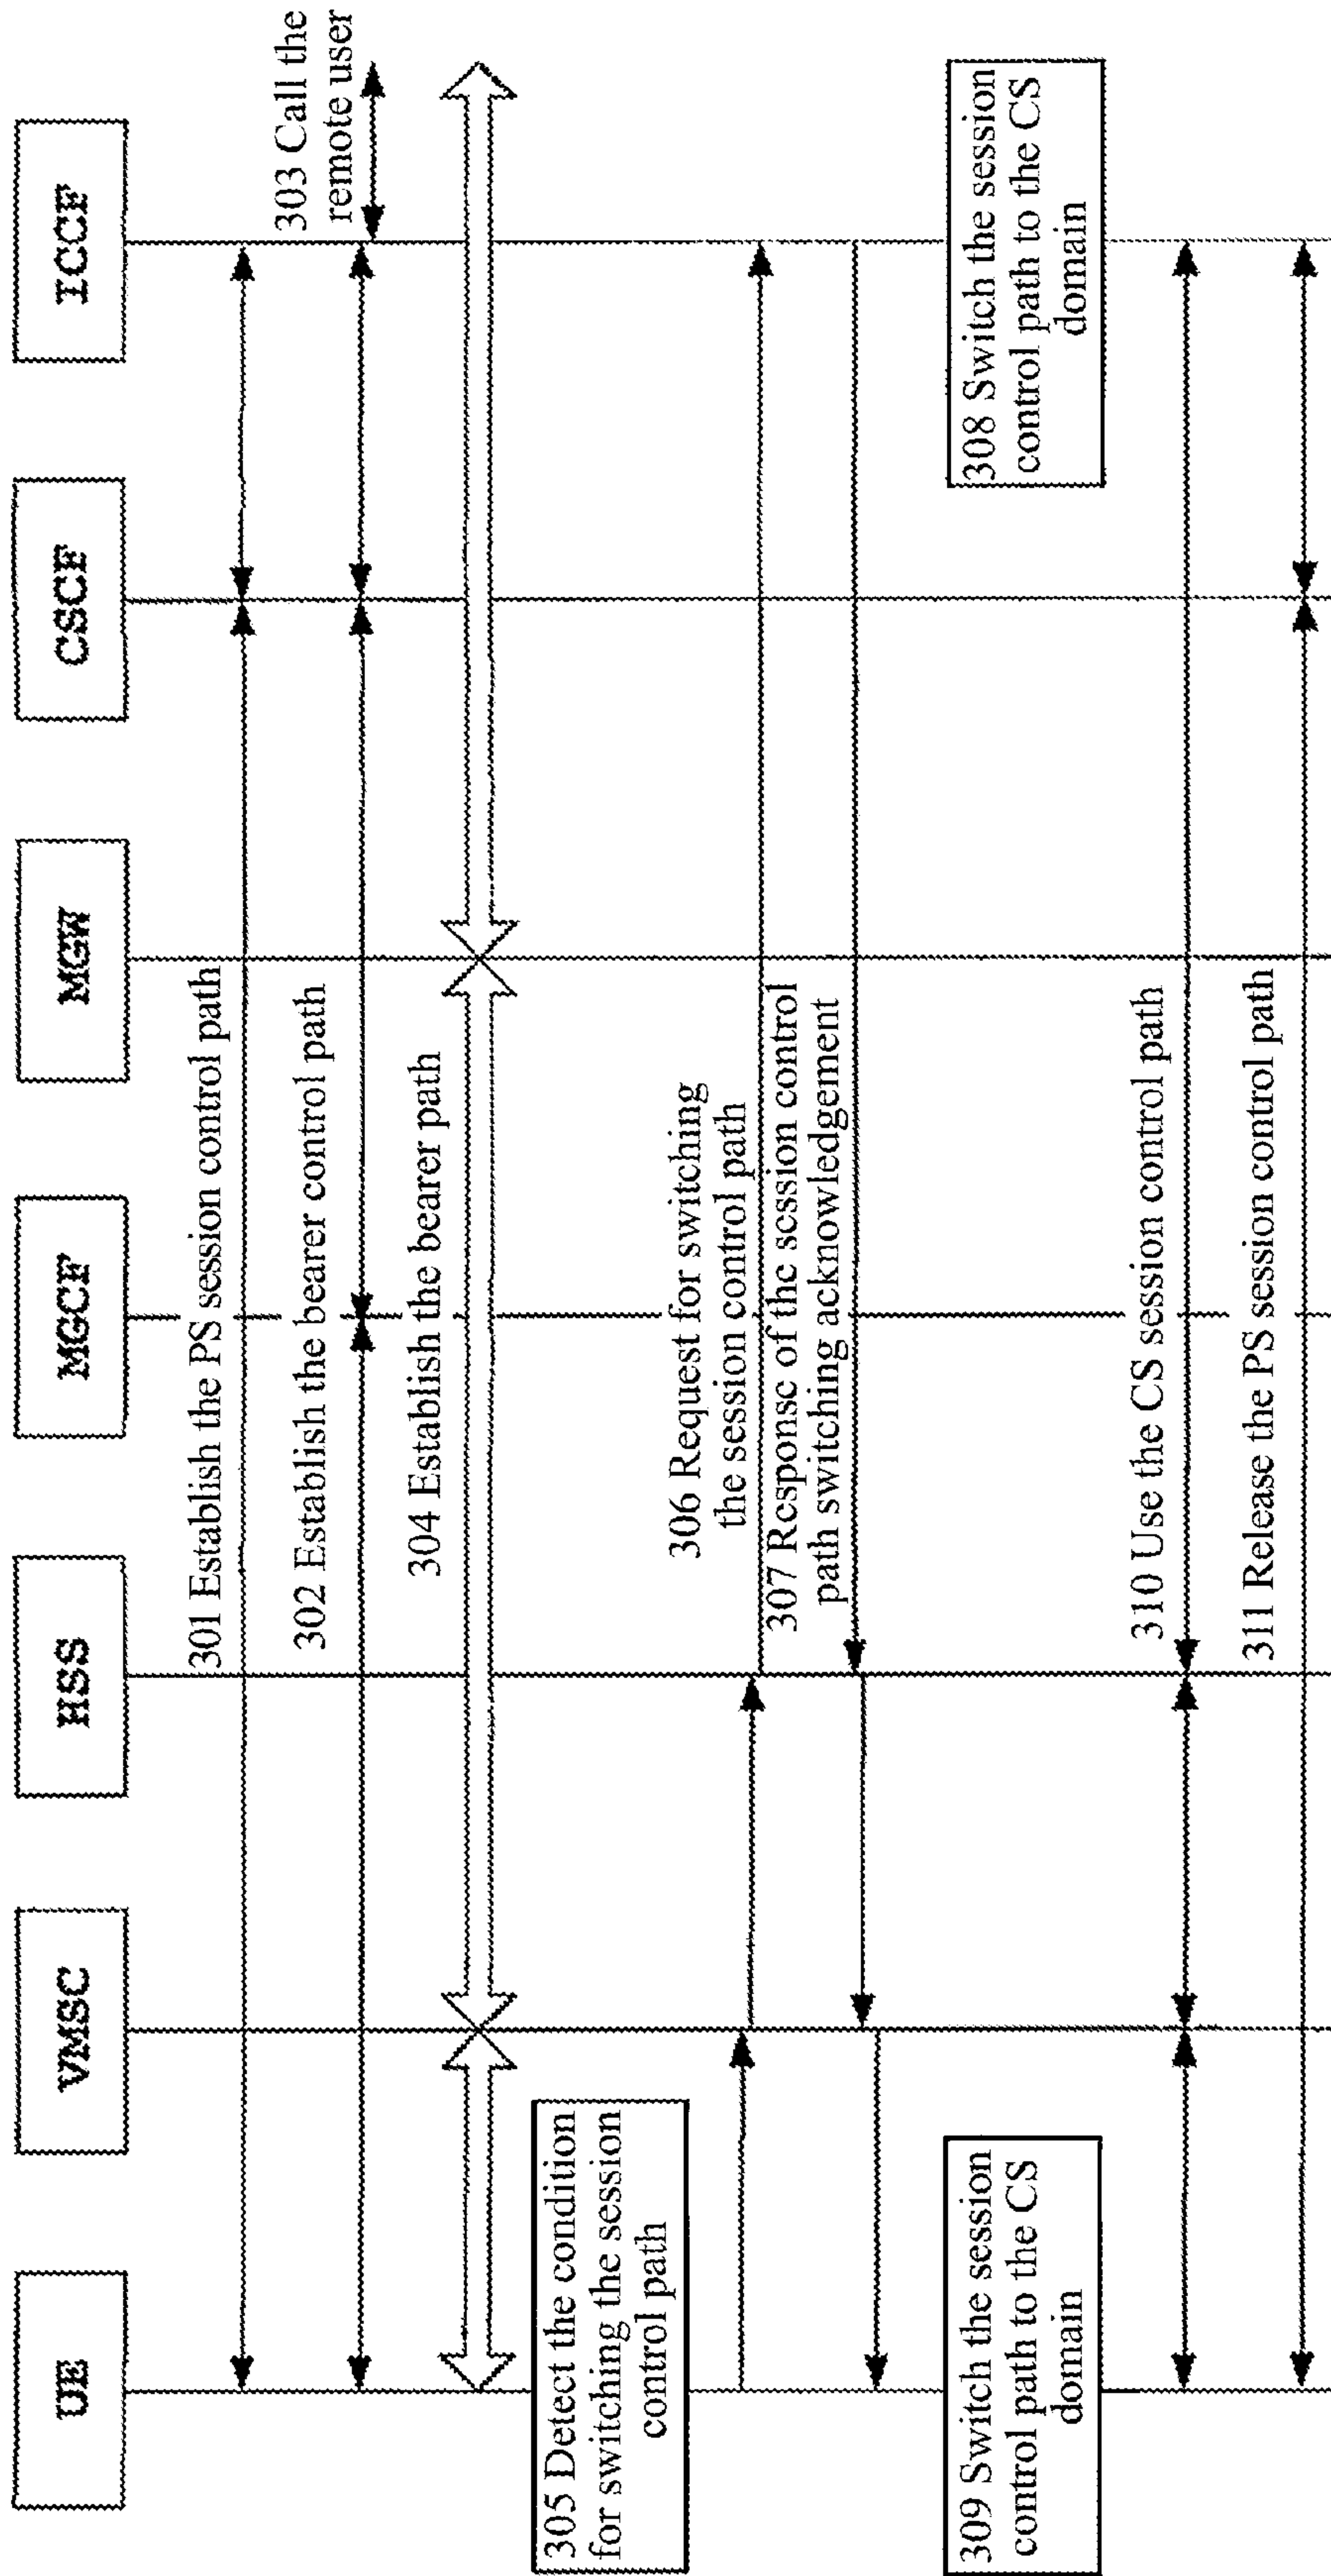 UE
VMSC
HSS
MGCF
MGW
CSCF
ICCF
301 Establish the PS session control path
302 Establish the bearer control path
303 Call the
remote user
304 Establish the bearer path
305 Detect the condition
for switching the session
control path
306 Request for switching
the session control path
307 Response of the session control
path switching acknowledgement
308 Switch the session
control path to the CS
domain
309 Switch the session
control path to the CS
domain
310 Use the CS session control path
311 Release the PS session control path